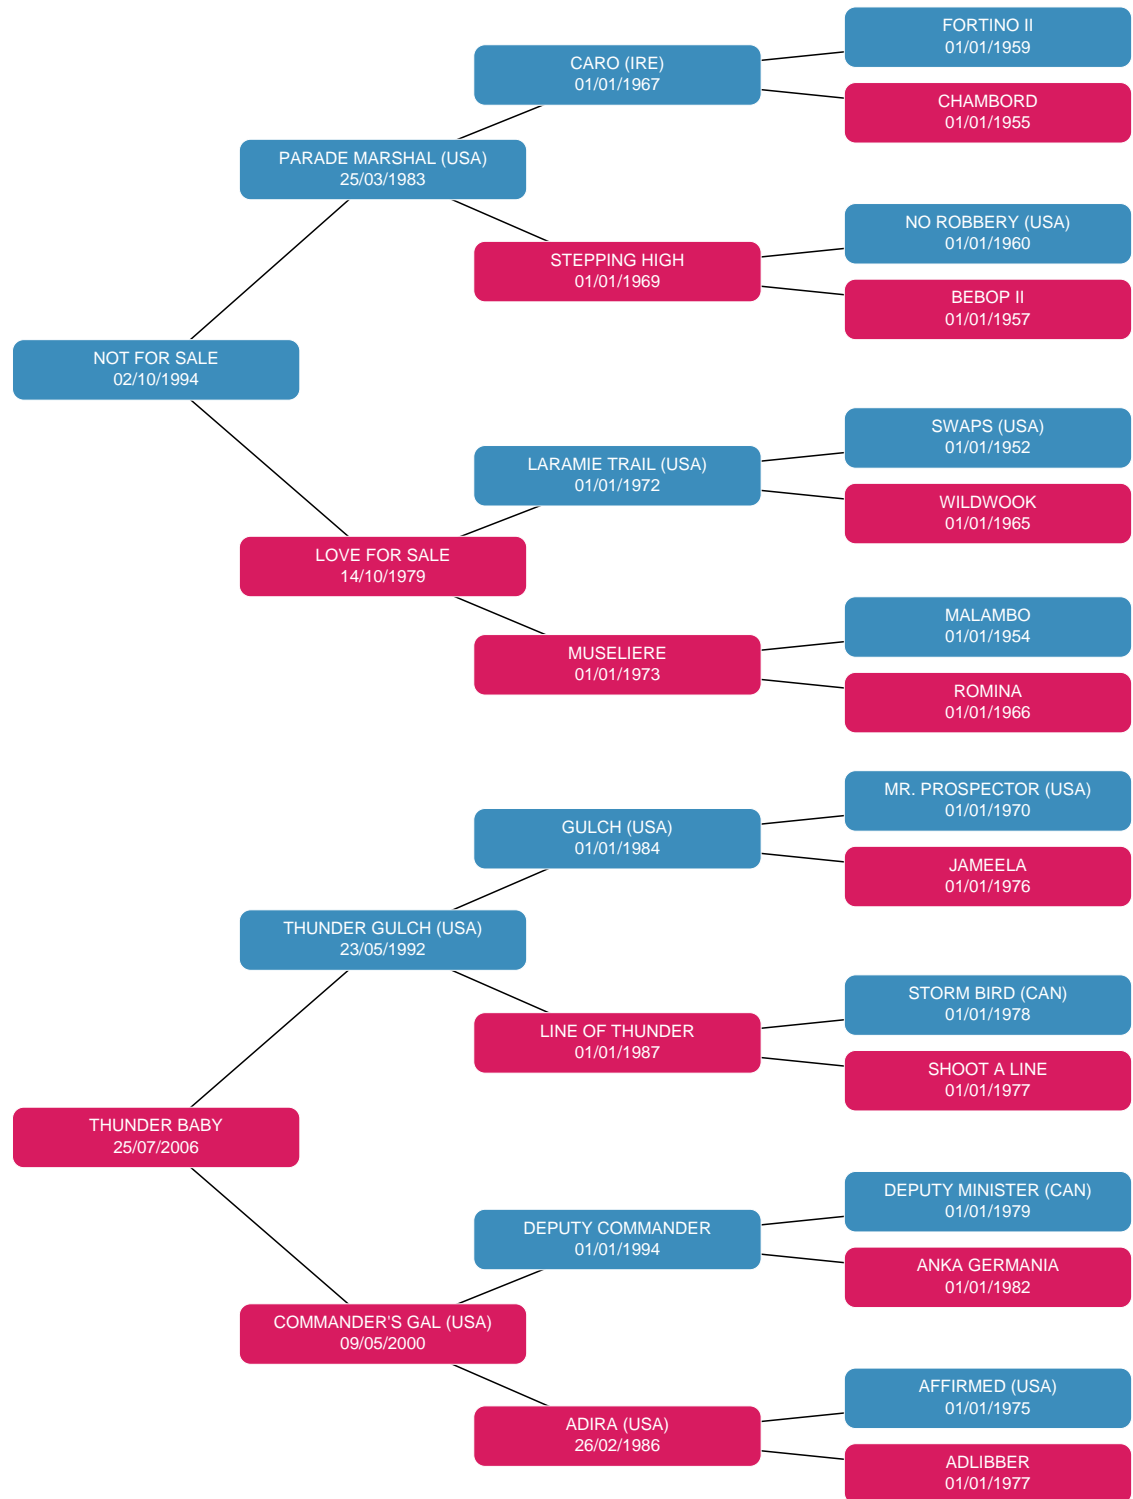 FORTINO II
01/01/1959
CARO (IRE)
01/01/1967
CHAMBORD
01/01/1955
PARADE MARSHAL (USA)
25/03/1983
NO ROBBERY (USA)
01/01/1960
STEPPING HIGH
01/01/1969
BEBOP II
01/01/1957
NOT FOR SALE
02/10/1994
SWAPS (USA)
01/01/1952
LARAMIE TRAIL (USA)
01/01/1972
WILDWOOK
01/01/1965
LOVE FOR SALE
14/10/1979
MALAMBO
01/01/1954
MUSELIERE
01/01/1973
ROMINA
01/01/1966
MR. PROSPECTOR (USA)
01/01/1970
GULCH (USA)
01/01/1984
JAMEELA
01/01/1976
THUNDER GULCH (USA)
23/05/1992
STORM BIRD (CAN)
01/01/1978
LINE OF THUNDER
01/01/1987
SHOOT A LINE
01/01/1977
THUNDER BABY
25/07/2006
DEPUTY MINISTER (CAN)
01/01/1979
DEPUTY COMMANDER
01/01/1994
ANKA GERMANIA
01/01/1982
COMMANDER'S GAL (USA)
09/05/2000
AFFIRMED (USA)
01/01/1975
ADIRA (USA)
26/02/1986
ADLIBBER
01/01/1977